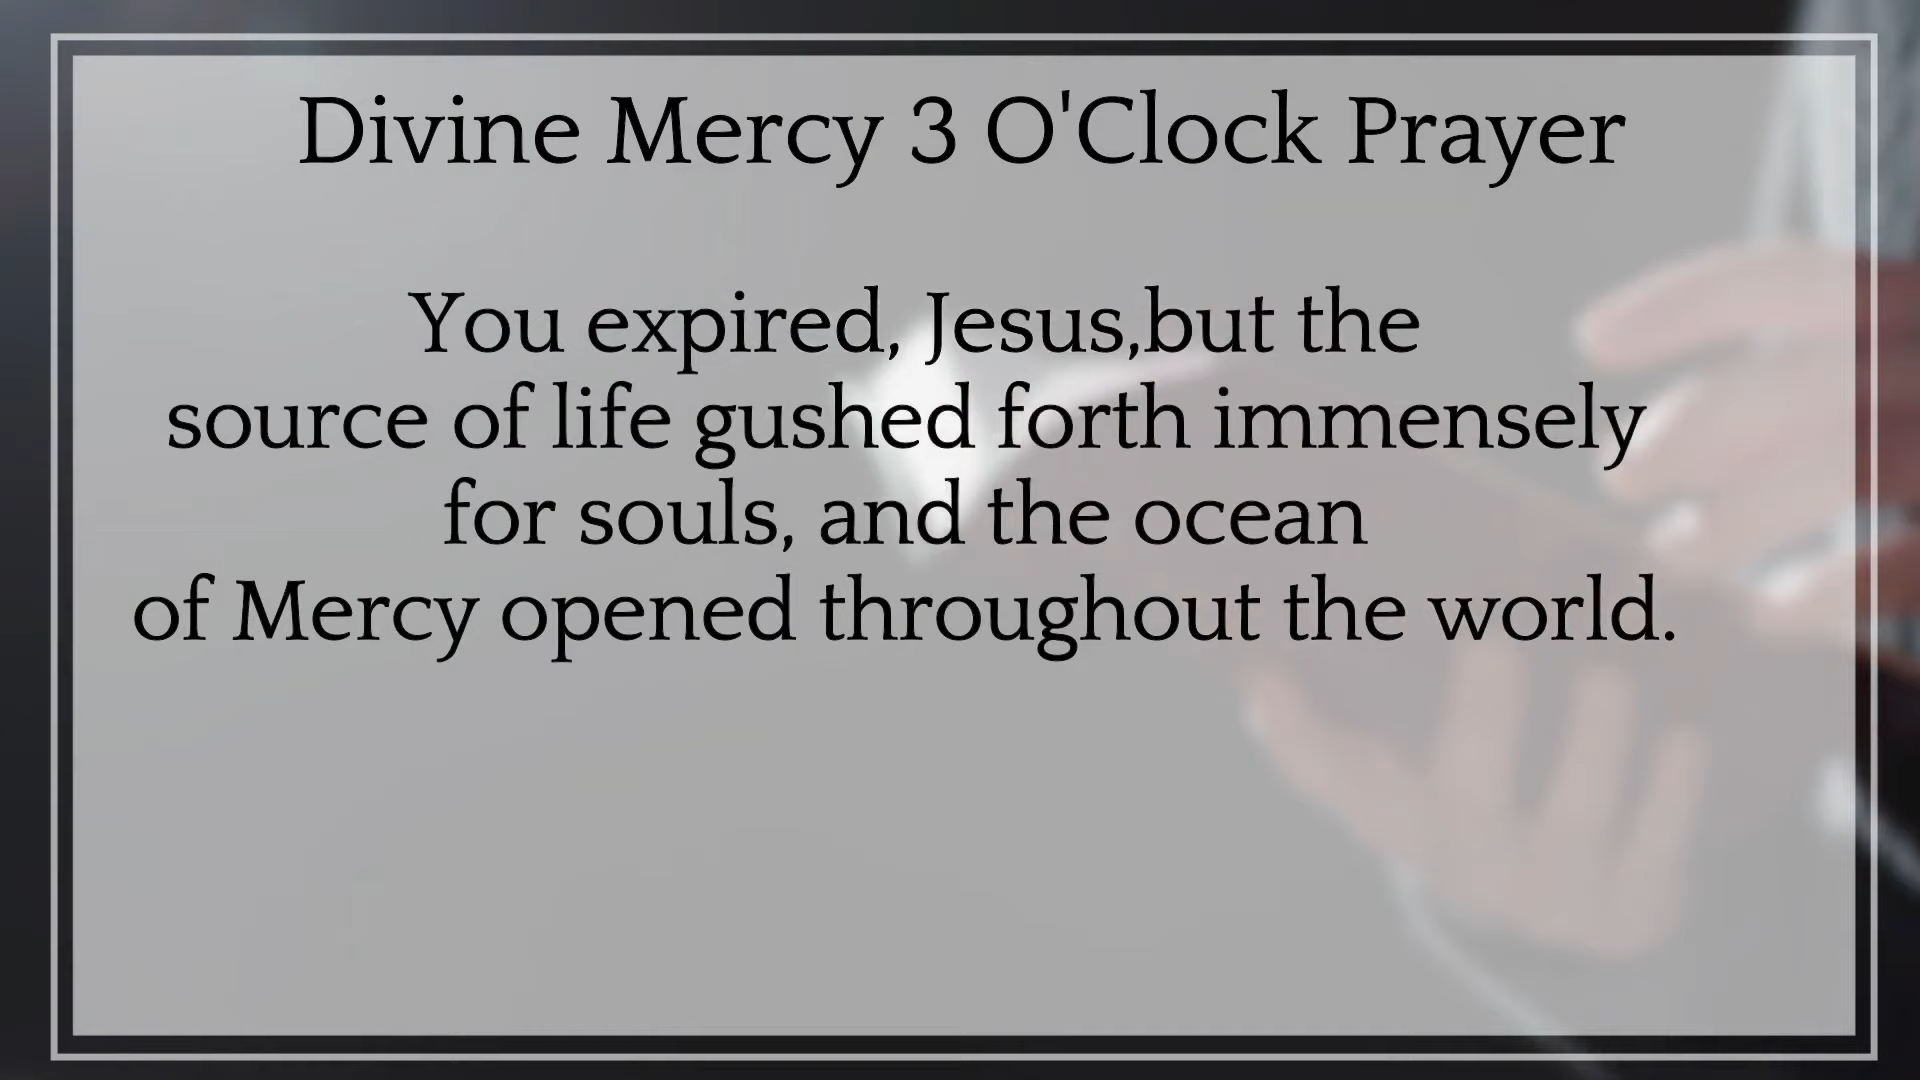 Divine Mercy 3 O'Clock Prayer
You expired, Jesus,but the
source of life gushed forth immensely
for souls, and the ocean
of Mercy opened throughout the world.